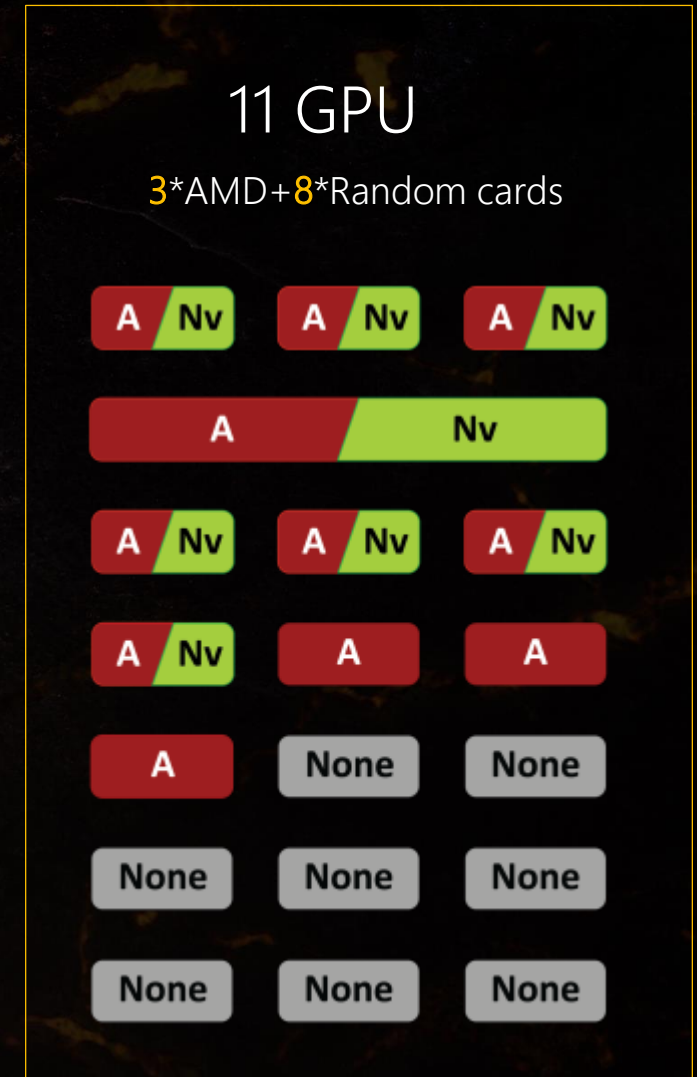 11 GPU
3*AMD+8*Random cards
A Nv A Nv A Nv
A Nv
A Nv A Nv A Nv
A Nv A A
A None None
None None None
None None None